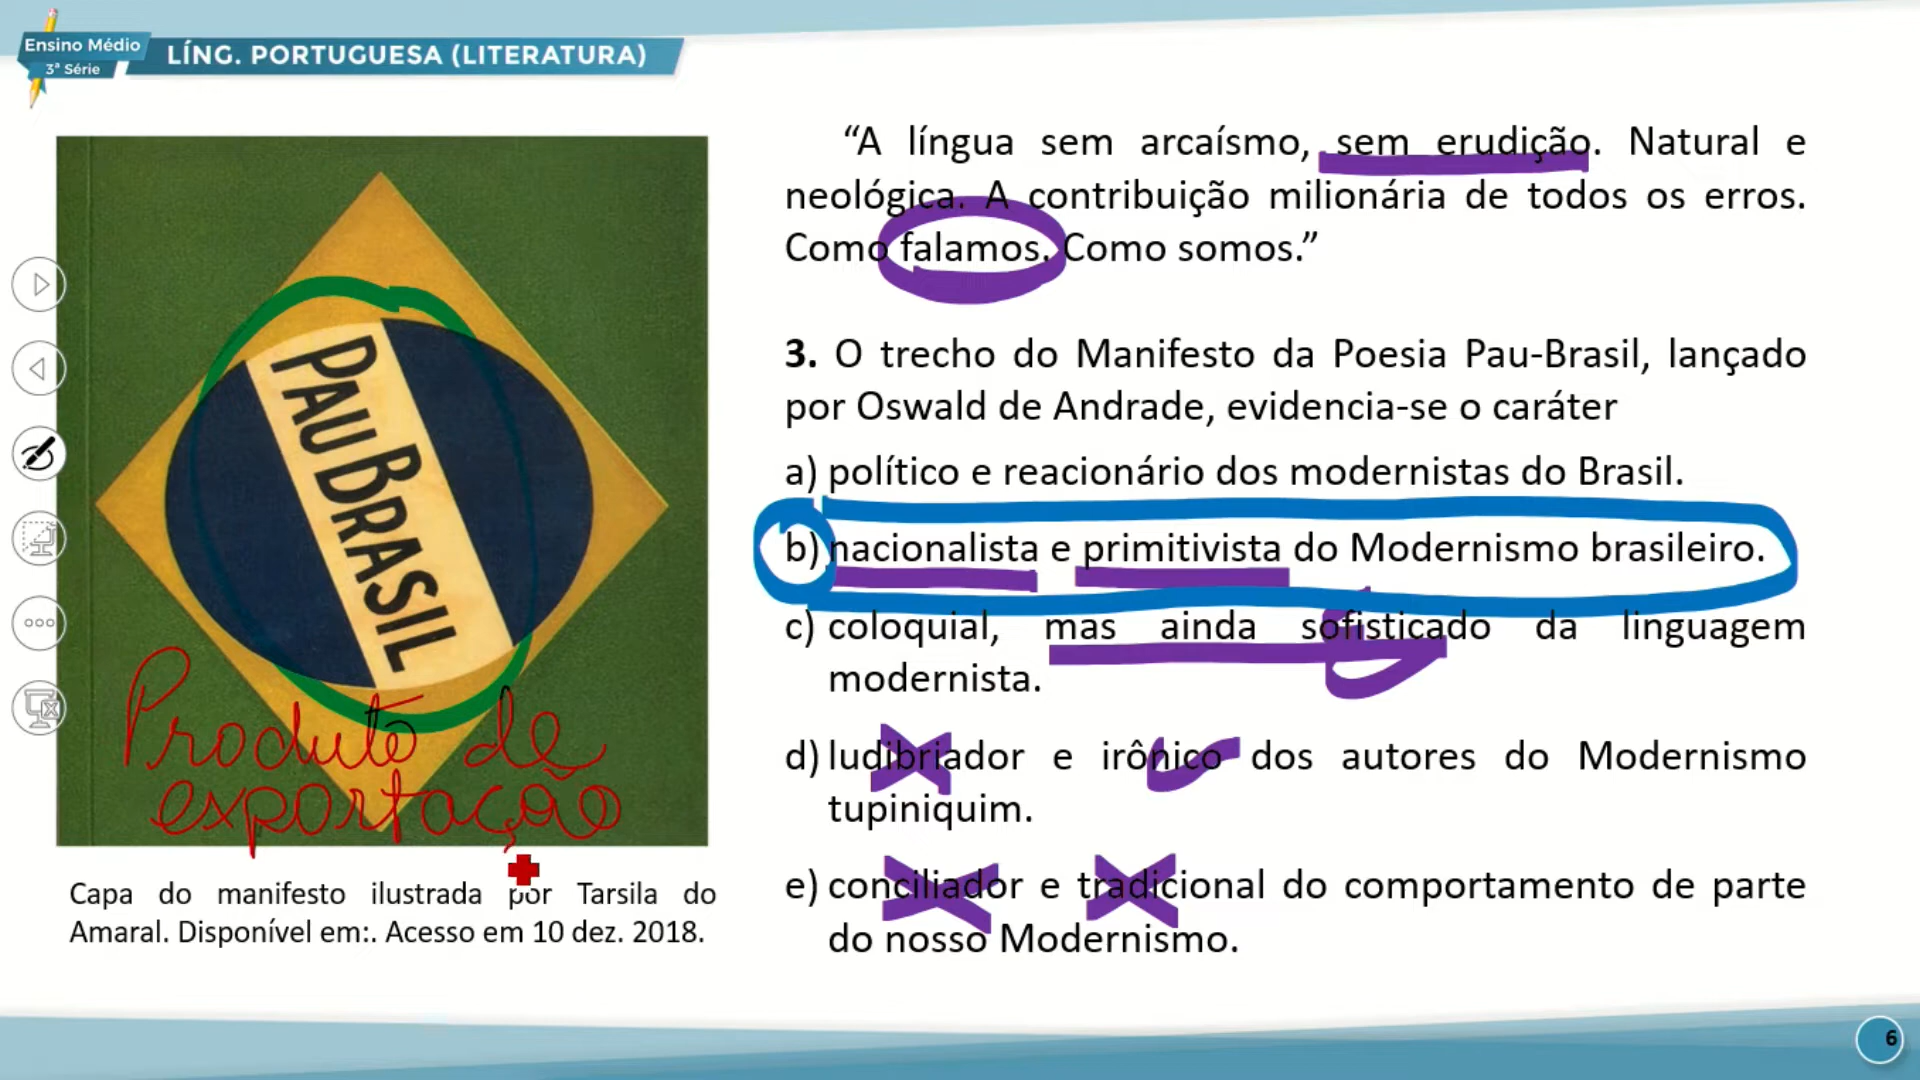 Ensino Médio
3ª Série
LÍNG. PORTUGUESA (LITERATURA)
PAU BRASIL
Produto de
exportação
Capa do manifesto ilustrada por Tarsila do
Amaral. Disponível em:. Acesso em 10 dez. 2018.
“A língua sem arcaísmo, sem erudição. Natural e
neológica. A contribuição milionária de todos os erros.
Como falamos. Como somos.”
3. O trecho do Manifesto da Poesia Pau-Brasil, lançado
por Oswald de Andrade, evidencia-se o caráter
a) político e reacionário dos modernistas do Brasil.
b) nacionalista e primitivista do Modernismo brasileiro.
c) coloquial, mas ainda sofisticado da linguagem
modernista.
d) ludibriador e irônico dos autores do Modernismo
tupiniquim.
e) conciliador e tradicional do comportamento de parte
do nosso Modernismo.
6